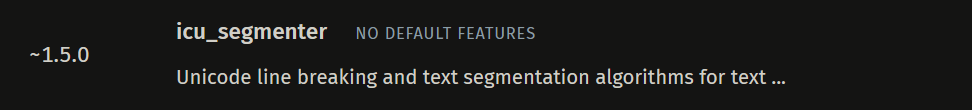 icu_segmenter NO DEFAULT FEATURES
~1.5.0
Unicode line breaking and text segmentation algorithms for text ...